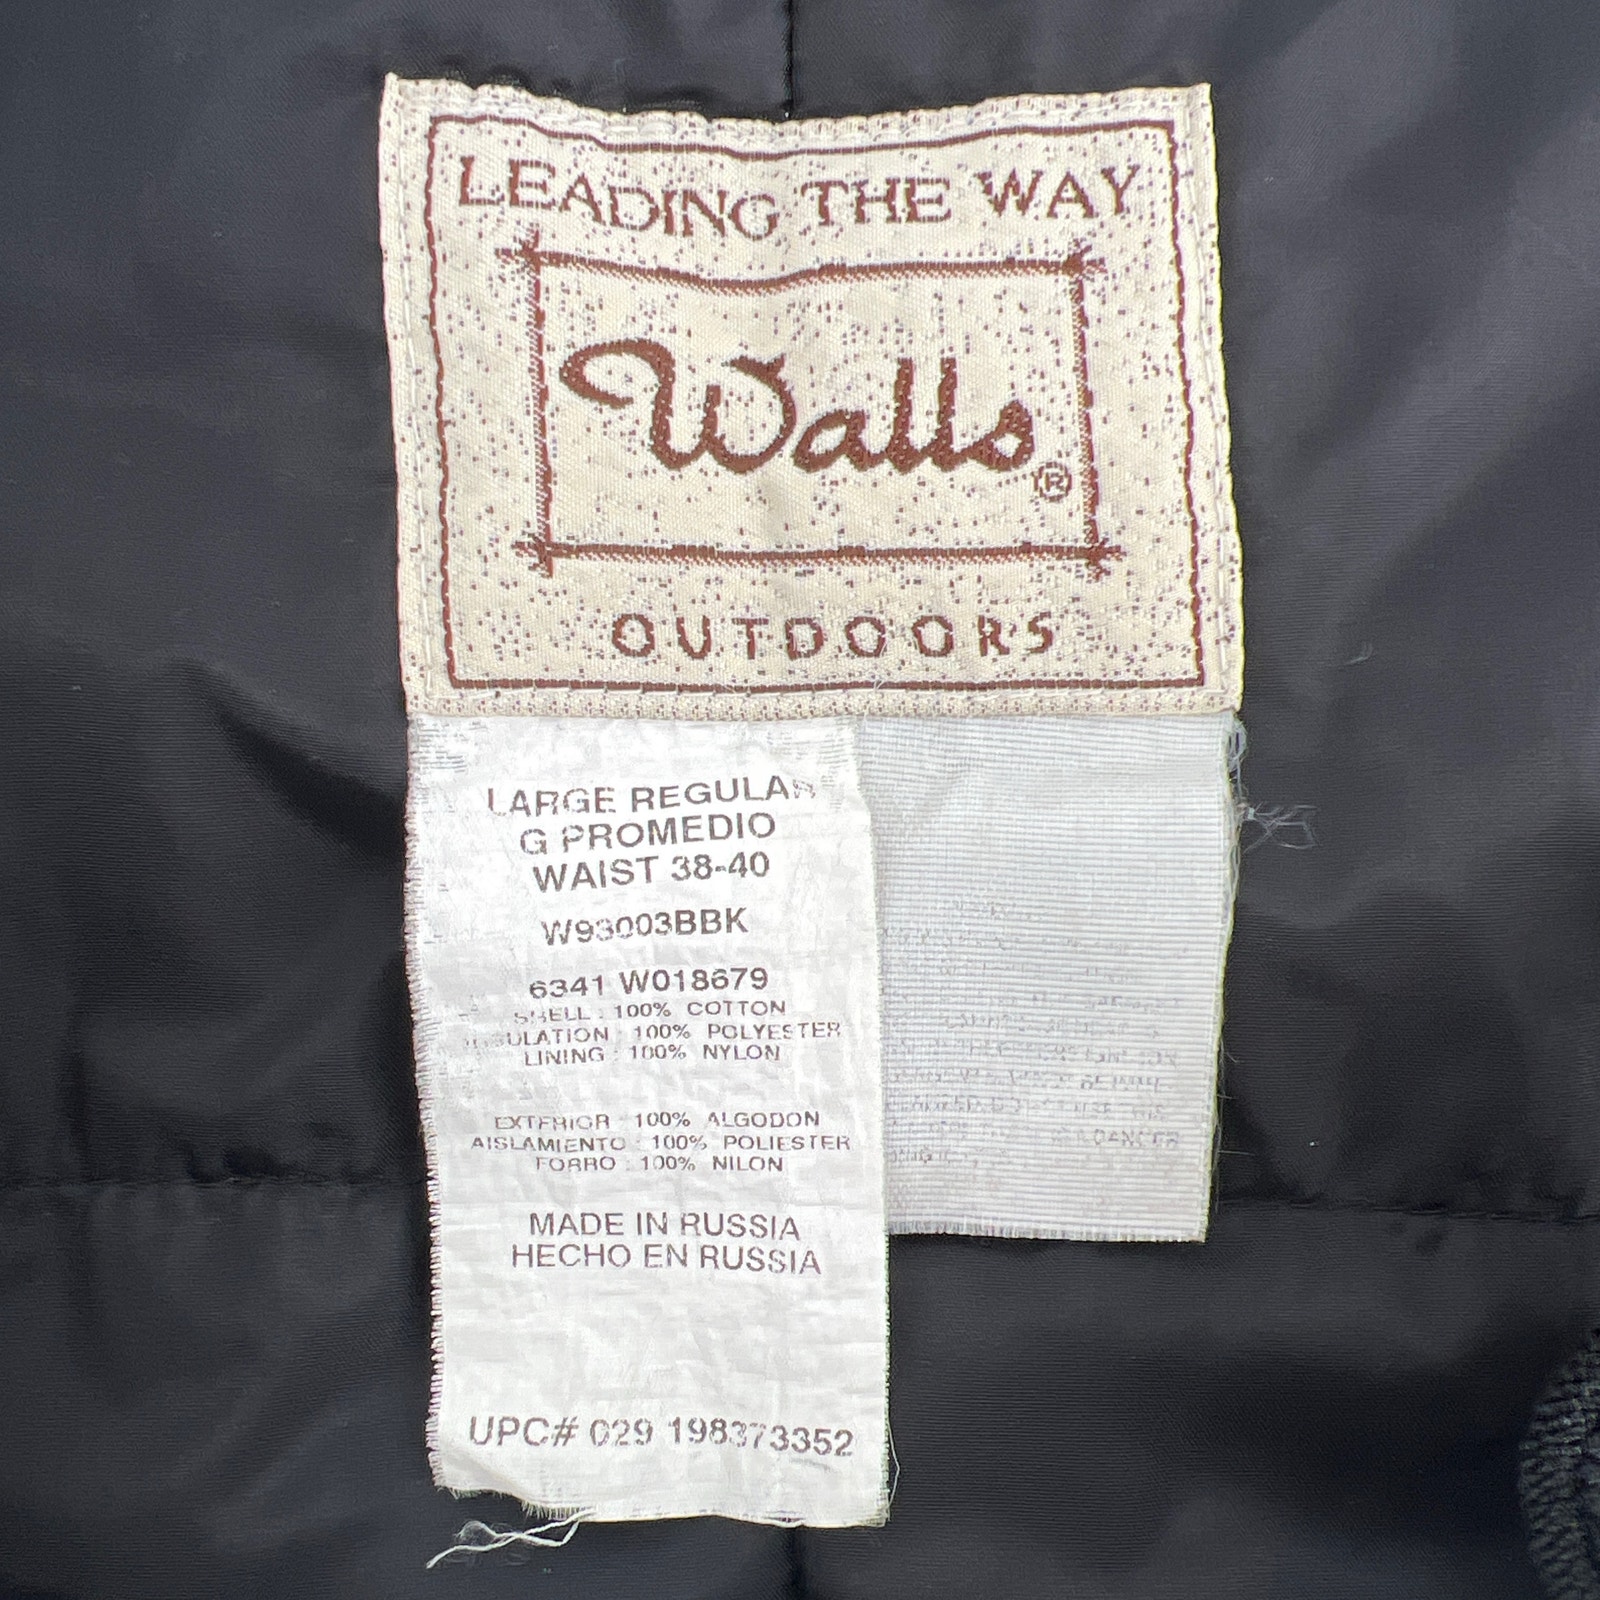 LEADING THE WAY
Walls®
OUTDOORS
LARGE REGULAR
G PROMEDIO
WAIST 38-40
W93003BBK
6341 W018679
SHELL : 100% COTTON
INSULATION : 100% POLYESTER
LINING : 100% NYLON
EXTERIOR : 100% ALGODON
AISLAMIENTO : 100% POLIESTER
FORRO : 100% NILON
MADE IN RUSSIA
HECHO EN RUSSIA
UPC# 029 198373352